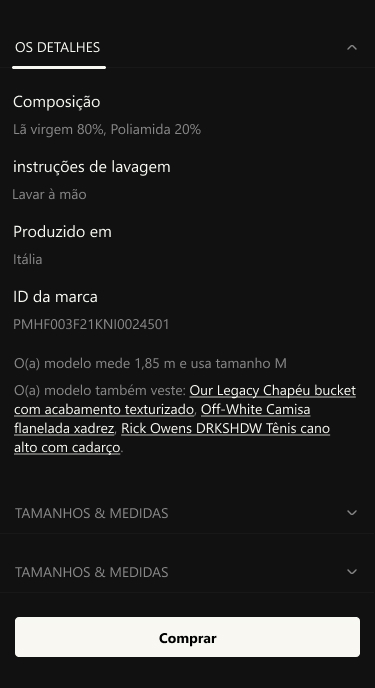 OS DETALHES
Composição
Lã virgem 80%, Poliamida 20%
instruções de lavagem
Lavar à mão
Produzido em
Itália
ID da marca
PMHF003F21KNI0024501
O(a) modelo mede 1,85 m e usa tamanho M
O(a) modelo também veste: Our Legacy Chapéu bucket
com acabamento texturizado, Off-White Camisa
flanelada xadrez, Rick Owens DRKSHDW Tênis cano
alto com cadarço.
TAMANHOS & MEDIDAS
TAMANHOS & MEDIDAS
Comprar